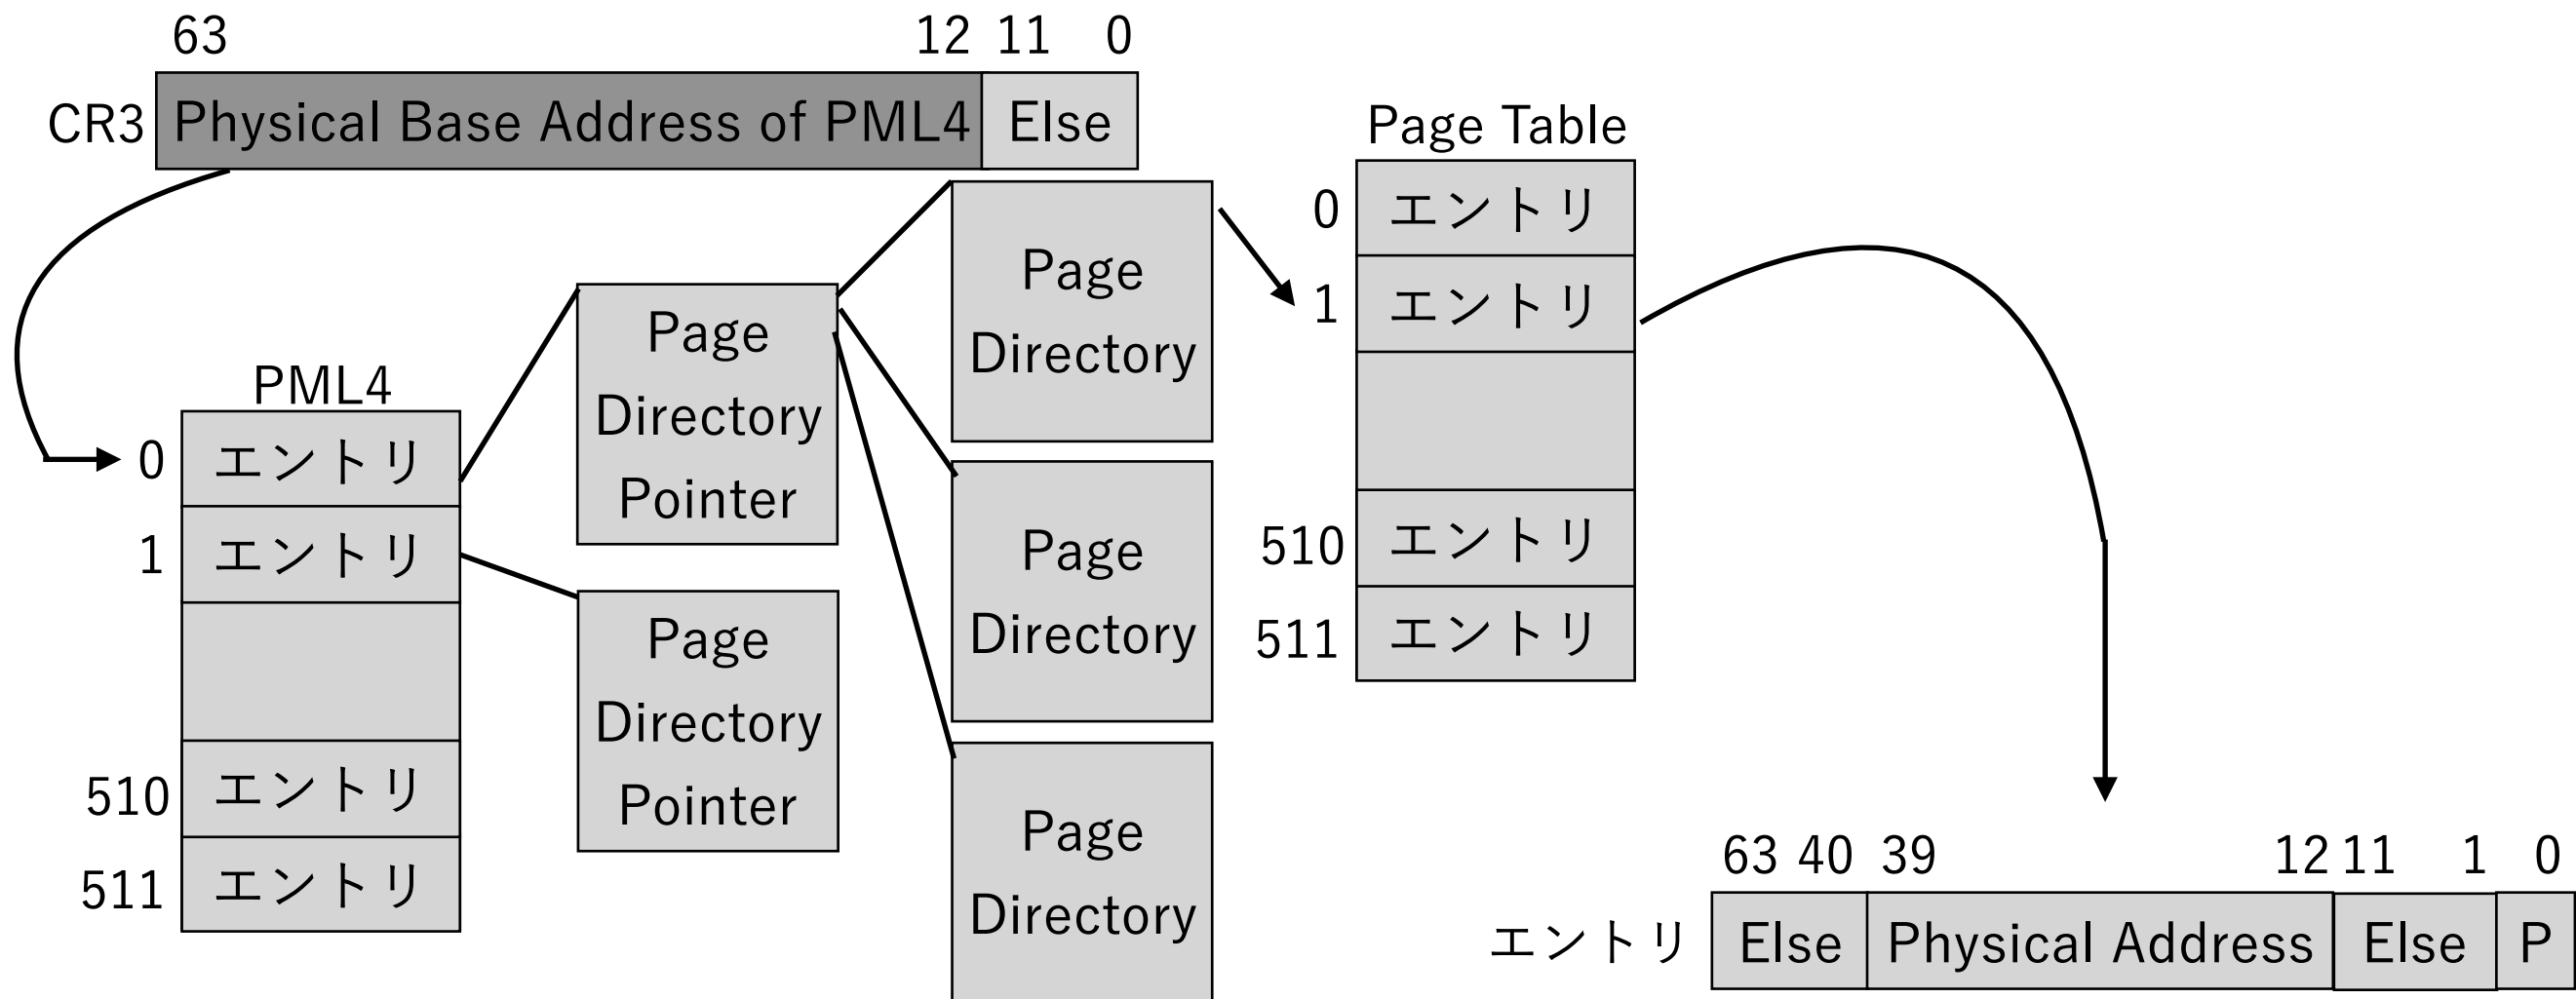 63 12 11 0
CR3 Physical Base Address of PML4 Else
PML4
0 エントリ
1 エントリ
510 エントリ
511 エントリ
Page
Directory
Pointer
Page
Directory
Pointer
Page
Directory
Page
Directory
Page
Directory
Page Table
0 エントリ
1 エントリ
510 エントリ
511 エントリ
63 40 39 12 11 1 0
エントリ Else Physical Address Else P